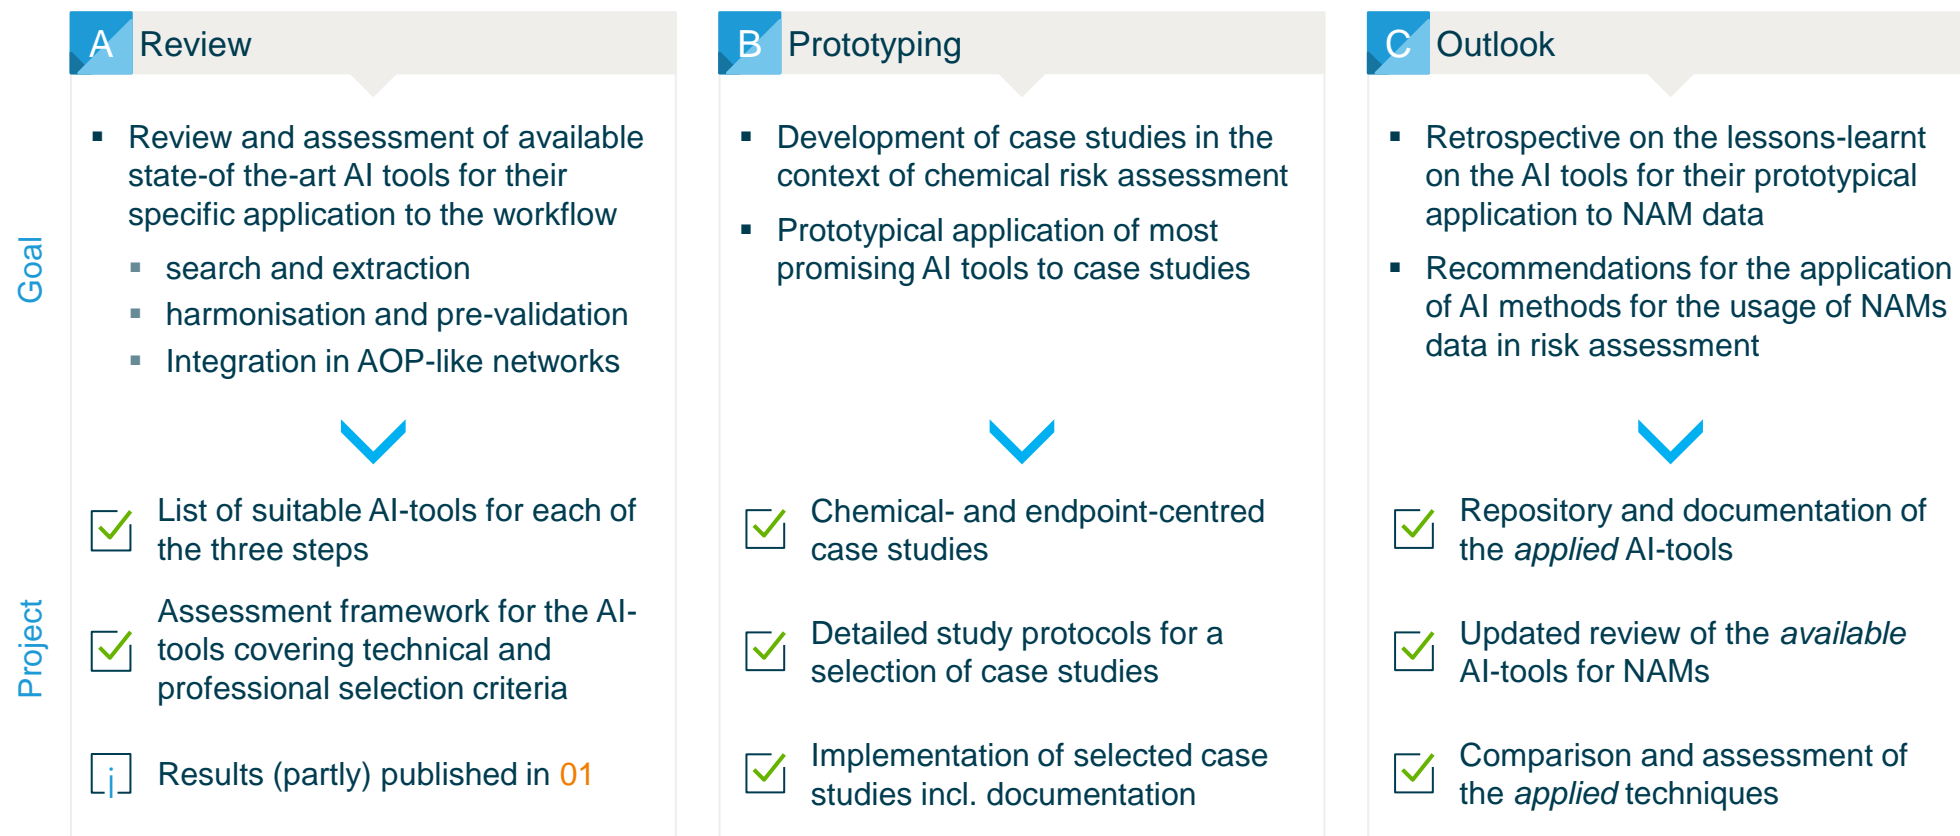 A Review
Goal
▪ Review and assessment of available
state-of the-art AI tools for their
specific application to the workflow
▪ search and extraction
▪ harmonisation and pre-validation
▪ Integration in AOP-like networks
Project
List of suitable AI-tools for each of
the three steps
Assessment framework for the AI-
tools covering technical and
professional selection criteria
i Results (partly) published in 01
B Prototyping
▪ Development of case studies in the
context of chemical risk assessment
▪ Prototypical application of most
promising AI tools to case studies
Chemical- and endpoint-centred
case studies
Detailed study protocols for a
selection of case studies
Implementation of selected case
studies incl. documentation
C Outlook
▪ Retrospective on the lessons-learnt
on the AI tools for their prototypical
application to NAM data
▪ Recommendations for the application
of AI methods for the usage of NAMs
data in risk assessment
Repository and documentation of
the applied AI-tools
Updated review of the available
AI-tools for NAMs
Comparison and assessment of
the applied techniques